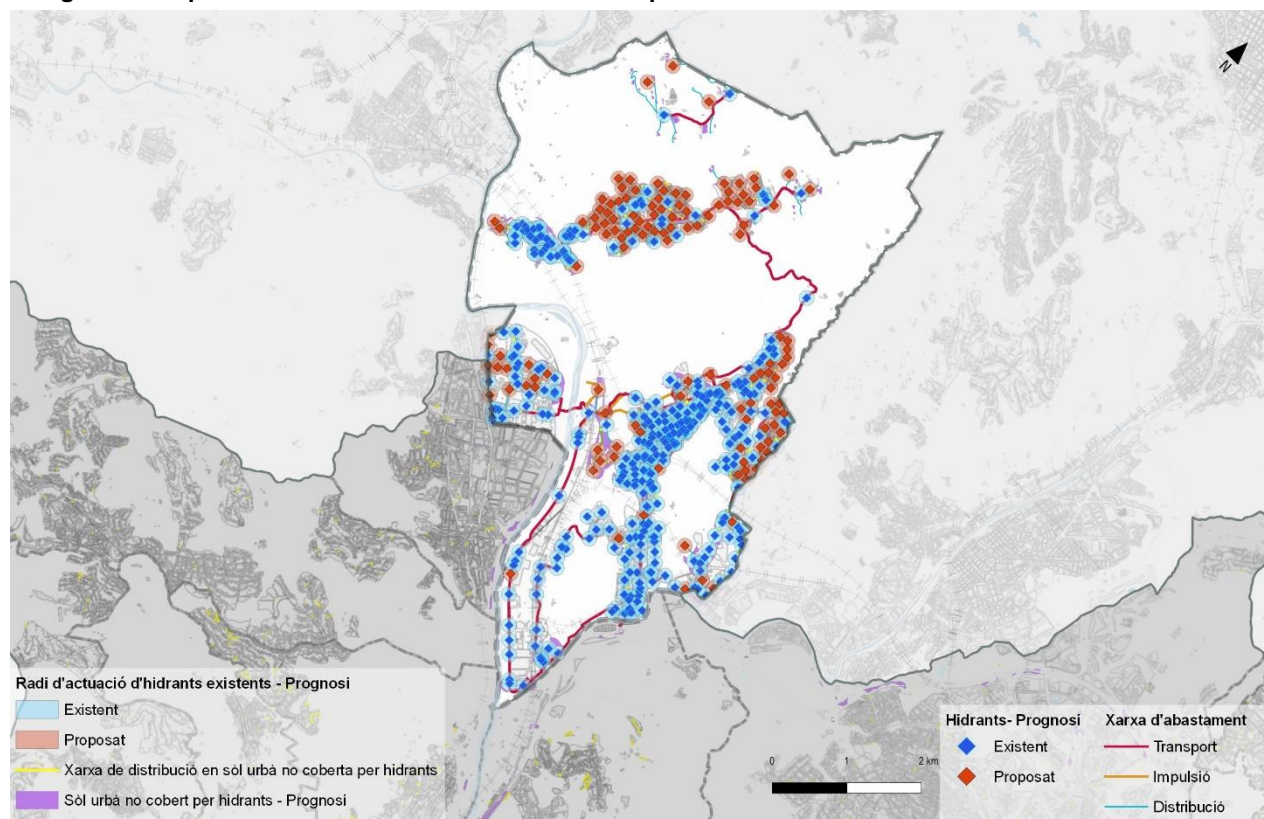 N
Radi d'actuació d'hidrants existents - Prognosi
Existent
Proposat
Xarxa de distribució en sòl urbà no coberta per hidrants
Sòl urbà no cobert per hidrants - Prognosi
0 1 2 km
Hidrants- Prognosi
Existent
Proposat
Xarxa d'abastament
Transport
Impulsió
Distribució